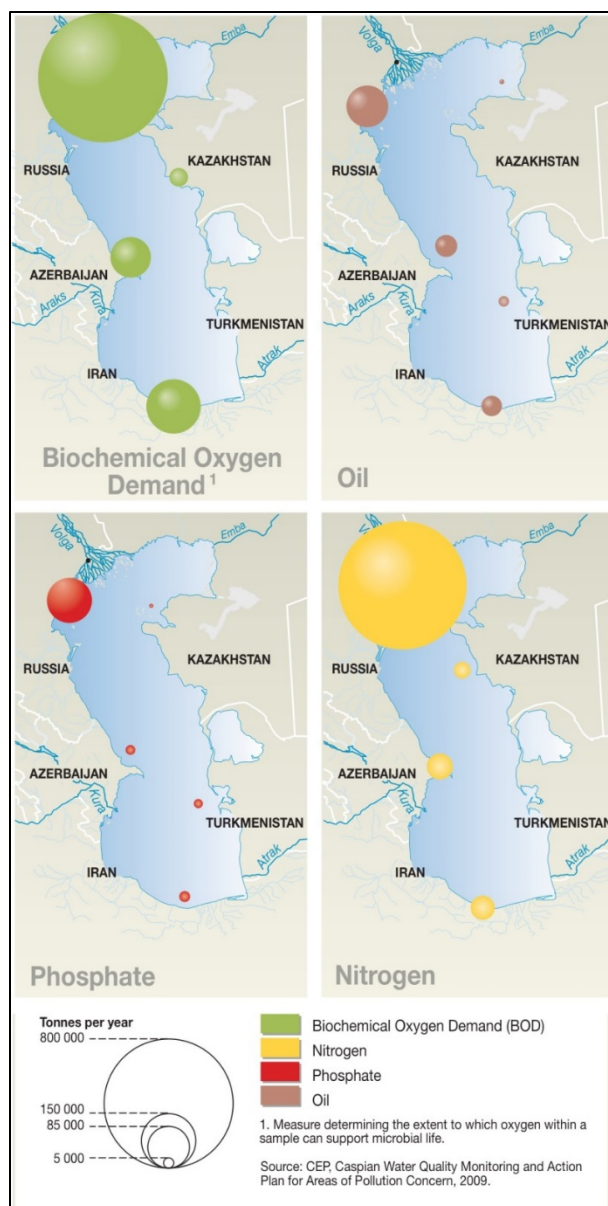 Emba
KAZAKHSTAN
RUSSIA
AZERBAIJAN
Araks
Kura
TURKMENISTAN
IRAN
Atrak
Biochemical Oxygen
Demand 1
Volga
Emba
KAZAKHSTAN
RUSSIA
AZERBAIJAN
Araks
Kura
TURKMENISTAN
IRAN
Atrak
Oil
Volga
Emba
KAZAKHSTAN
RUSSIA
AZERBAIJAN
Kura
TURKMENISTAN
IRAN
Atrak
Phosphate
Emba
KAZAKHSTAN
RUSSIA
AZERBAIJAN
Kura
TURKMENISTAN
IRAN
Atrak
Nitrogen
Tonnes per year
800 000
150 000
85 000
5 000
Biochemical Oxygen Demand (BOD)
Nitrogen
Phosphate
Oil
1. Measure determining the extent to which oxygen within a
sample can support microbial life.
Source: CEP, Caspian Water Quality Monitoring and Action
Plan for Areas of Pollution Concern, 2009.